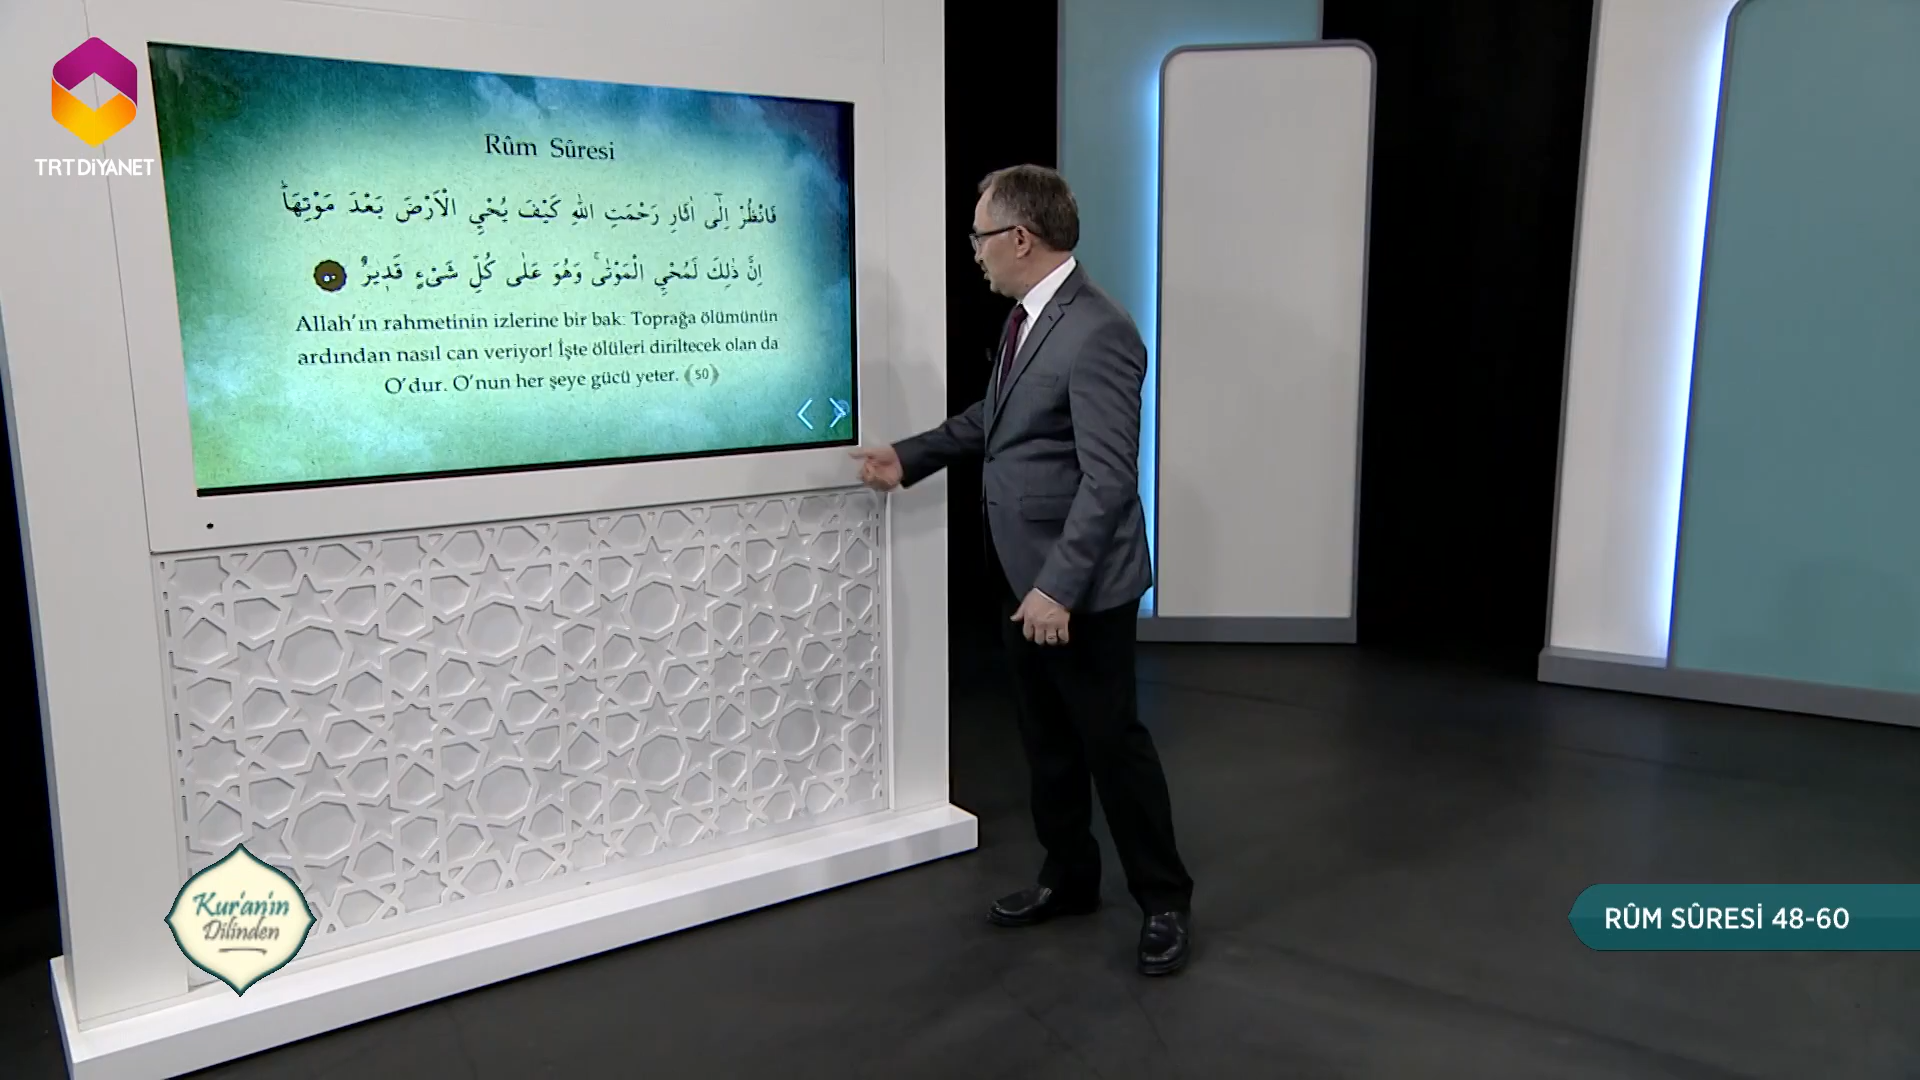 TRT DİYANET
Rûm Sûresi
فَانْظُرْ اِلٰٓى اٰثَارِ رَحْمَتِ اللّٰهِ كَيْفَ يُحْيِي الْاَرْضَ بَعْدَ مَوْتِهَاۜ
اِنَّ ذٰلِكَ لَمُحْيِي الْمَوْتٰىۚ وَهُوَ عَلٰى كُلِّ شَيْءٍ قَد۪يرٌ ﴿٥٠﴾
Allah'ın rahmetinin izlerine bir bak: Toprağa ölümünün
ardından nasıl can veriyor! İşte ölüleri diriltecek olan da
O'dur. O'nun her şeye gücü yeter. (50)
Kur'an'ın
Dilinden
RÛM SÛRESİ 48-60